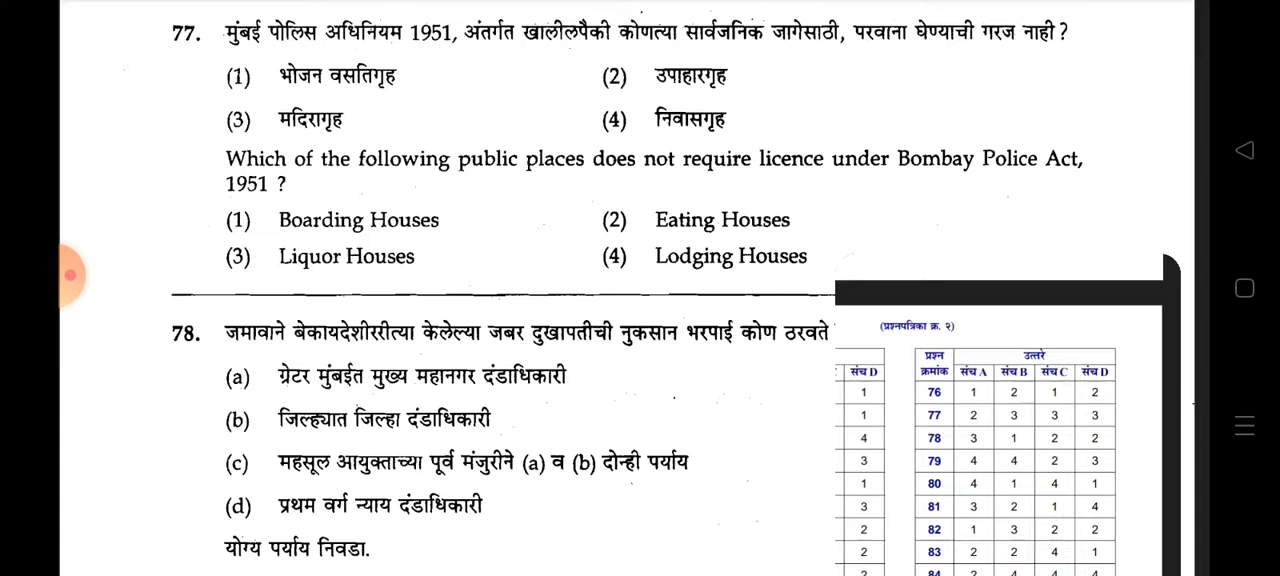 77. मुंबई पोलिस अधिनियम 1951, अंतर्गत खालीलपैकी कोणत्या सार्वजनिक जागेसाठी, परवाना घेण्याची गरज नाही ?
(1) भोजन वसतिगृह (2) उपाहारगृह
(3) मदिरागृह (4) निवासगृह
Which of the following public places does not require licence under Bombay Police Act,
1951 ?
(1) Boarding Houses (2) Eating Houses
(3) Liquor Houses (4) Lodging Houses
78. जमावाने बेकायदेशीररीत्या केलेल्या जबर दुखापतीची नुकसान भरपाई कोण ठरवते
(a) ग्रेटर मुंबईत मुख्य महानगर दंडाधिकारी
(b) जिल्ह्यात जिल्हा दंडाधिकारी
(c) महसूल आयुक्ताच्या पूर्व मंजुरीने (a) व (b) दोन्ही पर्याय
(d) प्रथम वर्ग न्याय दंडाधिकारी
योग्य पर्याय निवडा.
(प्रश्नपत्रिका क्र. २)
प्रश्न उत्तरे
संच D क्रमांक संच A संच B संच C संच D
1 76 1 2 1 2
1 77 2 3 3 3
4 78 3 1 2 2
3 79 4 4 2 3
1 80 4 1 4 1
3 81 3 2 1 4
2 82 1 3 2 2
2 83 2 2 4 1
2 84 2 4 4 4